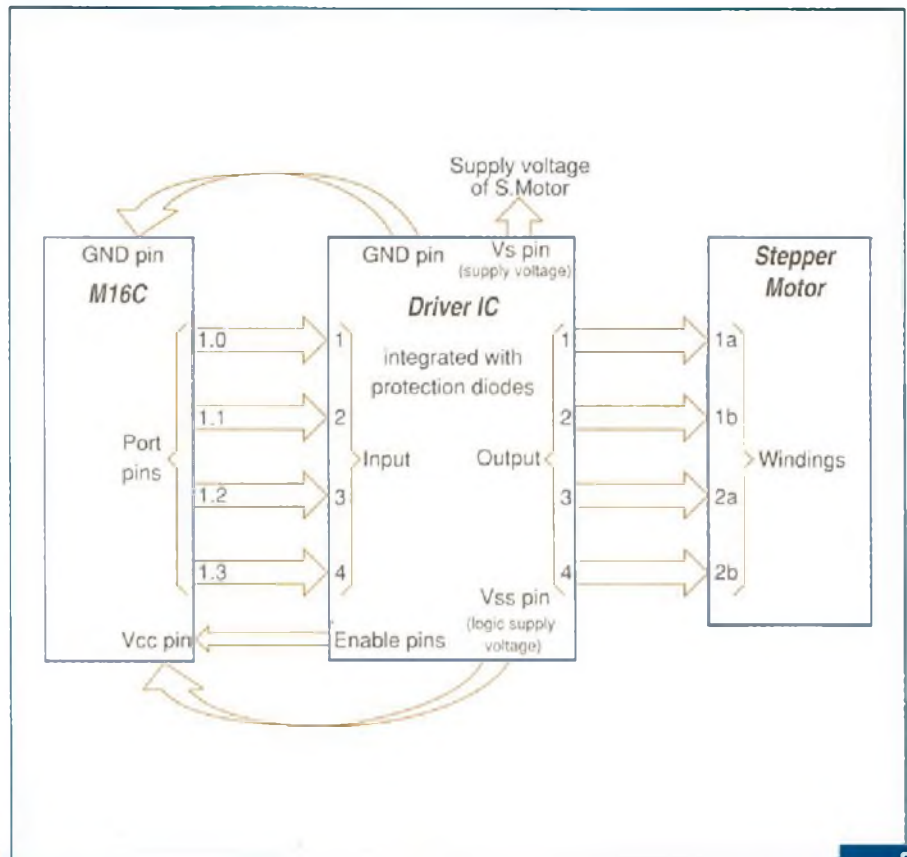 Supply voltage
of S.Motor
GND pin
M16C
1.0
1.1
1.2
1.3
Port
pins
Vcc pin
GND pin
Vs pin
(supply voltage)
Driver IC
integrated with
protection diodes
1
2
3
4
Input
Output
1
2
3
4
Vss pin
(logic supply
voltage)
Enable pins
Stepper
Motor
1a
1b
2a
2b
Windings